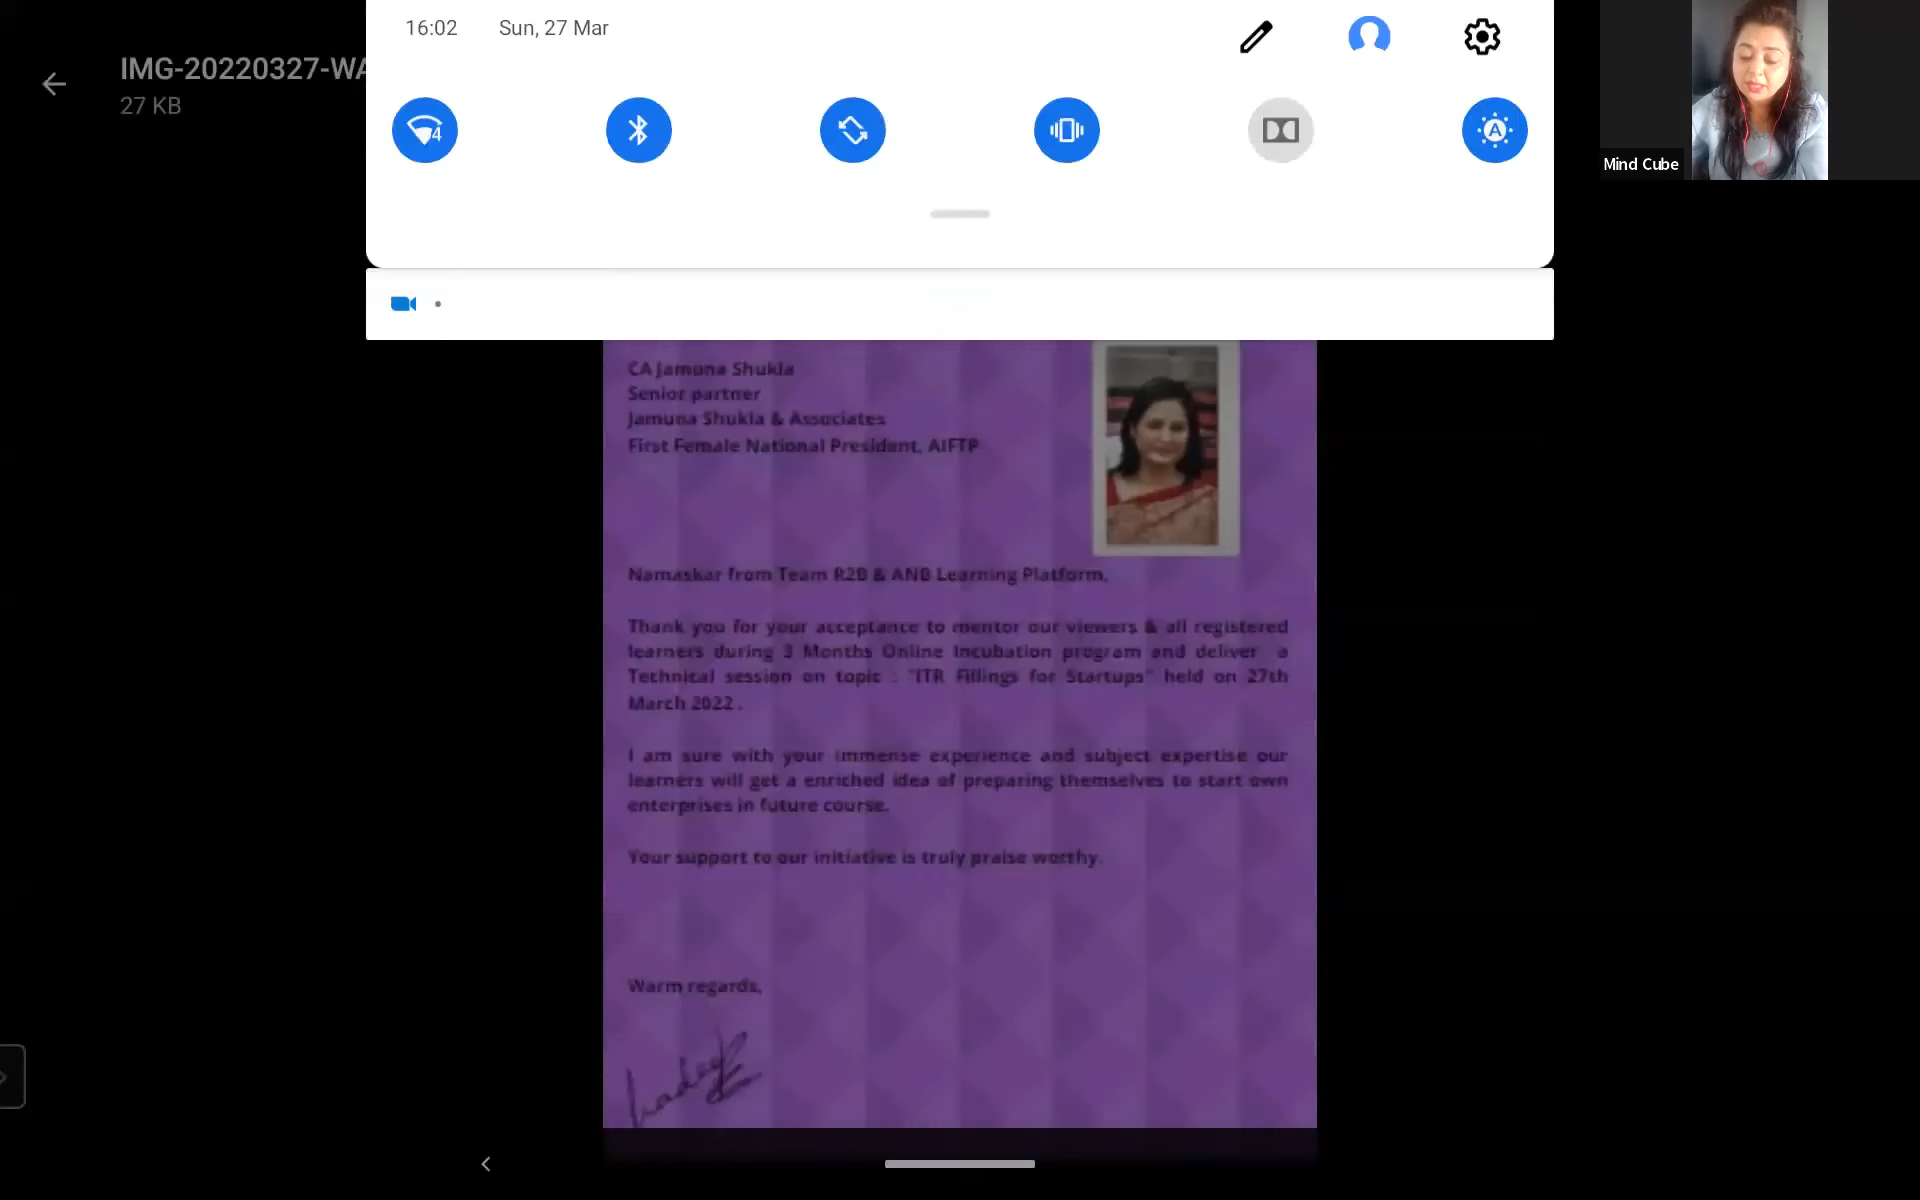 16:02 Sun, 27 Mar
IMG-20220327-WA
27 KB
Mind Cube
CA Jamuna Shukla
Senior partner
Jamuna Shukla & Associates
First Female National President, AIFTP
Namaskar from Team R2B & ANB Learning Platform,
Thank you for your acceptance to mentor our viewers & all registered
learners during 3 Months Online Incubation program and deliver a
Technical session on topic : "ITR Fillings for Startups" held on 27th
March 2022 .
I am sure with your immense experience and subject expertise our
learners will get a enriched idea of preparing themselves to start own
enterprises in future course.
Your support to our initiative is truly praise worthy.
Warm regards,